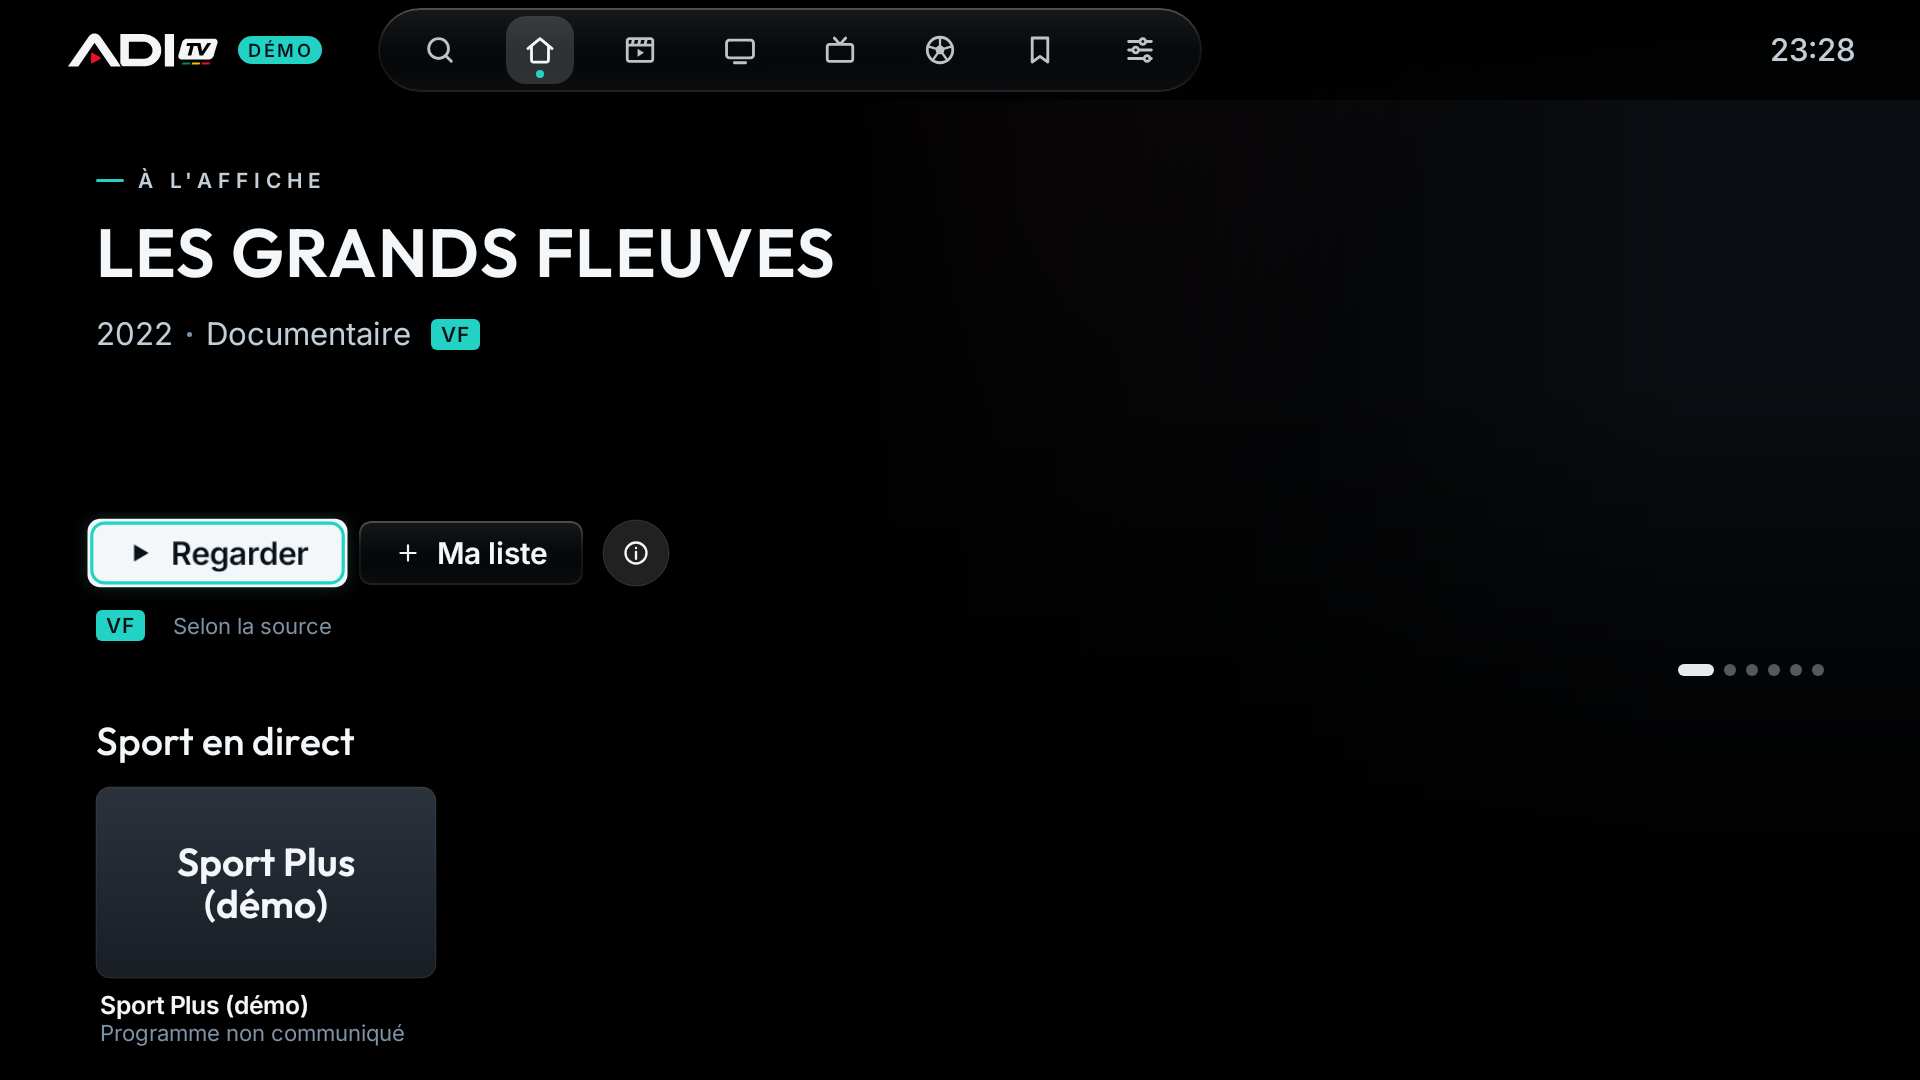 ADI TV DÉMO
23:28
À L'AFFICHE
LES GRANDS FLEUVES
2022 · Documentaire VF
Regarder
Ma liste
VF Selon la source
Sport en direct
Sport Plus
(démo)
Sport Plus (démo)
Programme non communiqué